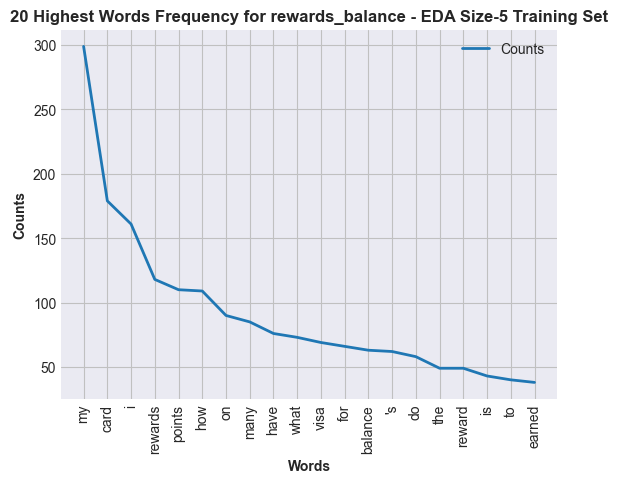 20 Highest Words Frequency for rewards_balance - EDA Size-5 Training Set
Counts
300
250
200
150
100
50
Counts
my
card
i
rewards
points
how
on
many
have
what
visa
for
balance
's
do
the
reward
is
to
earned
Words